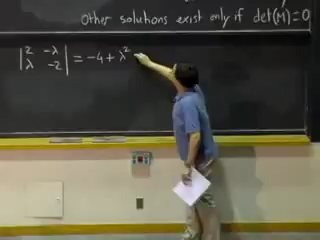 Other solutions exist only if det(M)=0
|2 -λ|
|λ -2| = -4+λ²